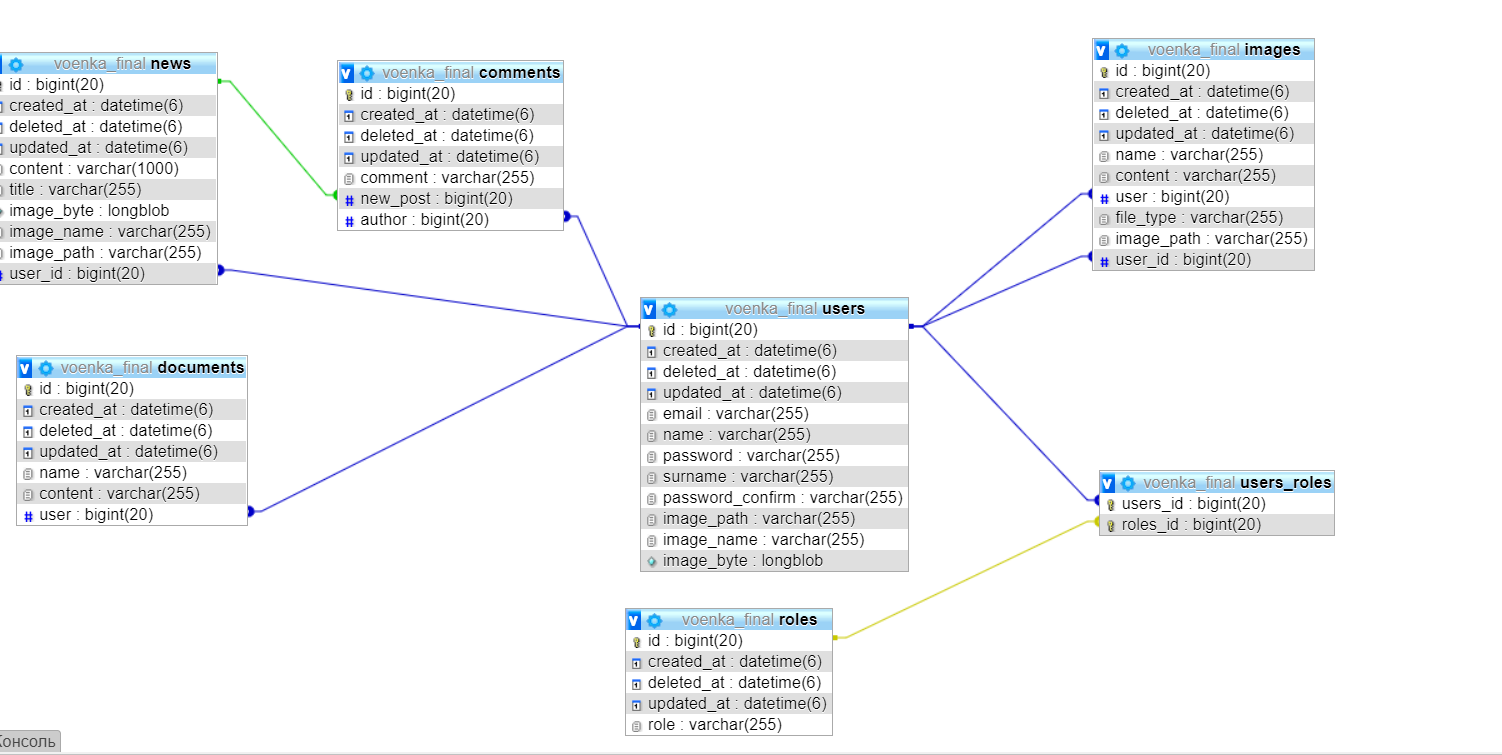 voenka_final news
id : bigint(20)
created_at : datetime(6)
deleted_at : datetime(6)
updated_at : datetime(6)
content : varchar(1000)
title : varchar(255)
image_byte : longblob
image_name : varchar(255)
image_path : varchar(255)
# user_id : bigint(20)
v voenka_final comments
id : bigint(20)
created_at : datetime(6)
deleted_at : datetime(6)
updated_at : datetime(6)
comment : varchar(255)
# new_post : bigint(20)
# author : bigint(20)
v voenka_final images
id : bigint(20)
created_at : datetime(6)
deleted_at : datetime(6)
updated_at : datetime(6)
name : varchar(255)
content : varchar(255)
# user : bigint(20)
file_type : varchar(255)
image_path : varchar(255)
# user_id : bigint(20)
v voenka_final documents
id : bigint(20)
created_at : datetime(6)
deleted_at : datetime(6)
updated_at : datetime(6)
name : varchar(255)
content : varchar(255)
# user : bigint(20)
v voenka_final users
id : bigint(20)
created_at : datetime(6)
deleted_at : datetime(6)
updated_at : datetime(6)
email : varchar(255)
name : varchar(255)
password : varchar(255)
surname : varchar(255)
password_confirm : varchar(255)
image_path : varchar(255)
image_name : varchar(255)
image_byte : longblob
v voenka_final users_roles
users_id : bigint(20)
roles_id : bigint(20)
v voenka_final roles
id : bigint(20)
created_at : datetime(6)
deleted_at : datetime(6)
updated_at : datetime(6)
role : varchar(255)
Консоль